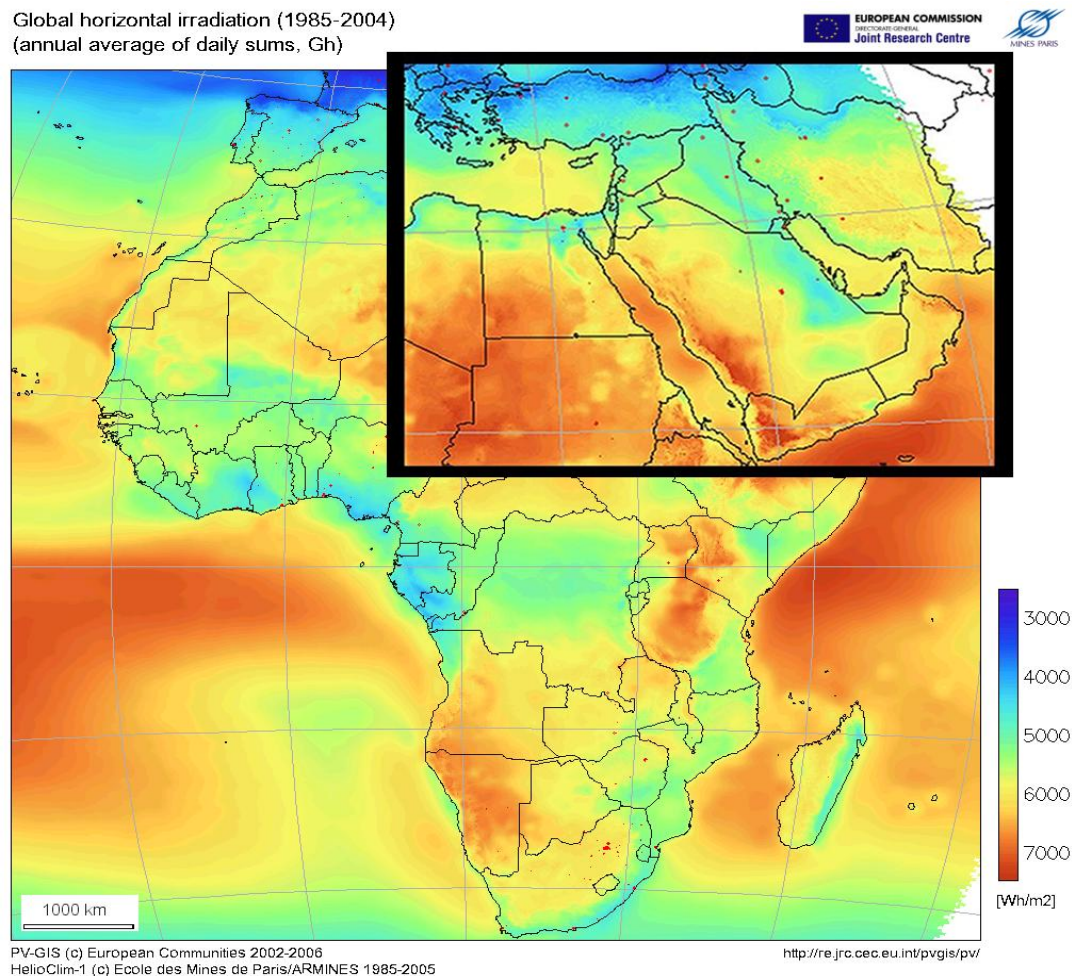 Global horizontal irradiation (1985-2004)
(annual average of daily sums, Gh)
EUROPEAN COMMISSION
DIRECTORATE-GENERAL
Joint Research Centre
MINES PARIS
3000
4000
5000
6000
7000
[Wh/m2]
1000 km
PV-GIS (c) European Communities 2002-2006
HelioClim-1 (c) Ecole des Mines de Paris/ARMINES 1985-2005
http://re.jrc.cec.eu.int/pvgis/pv/